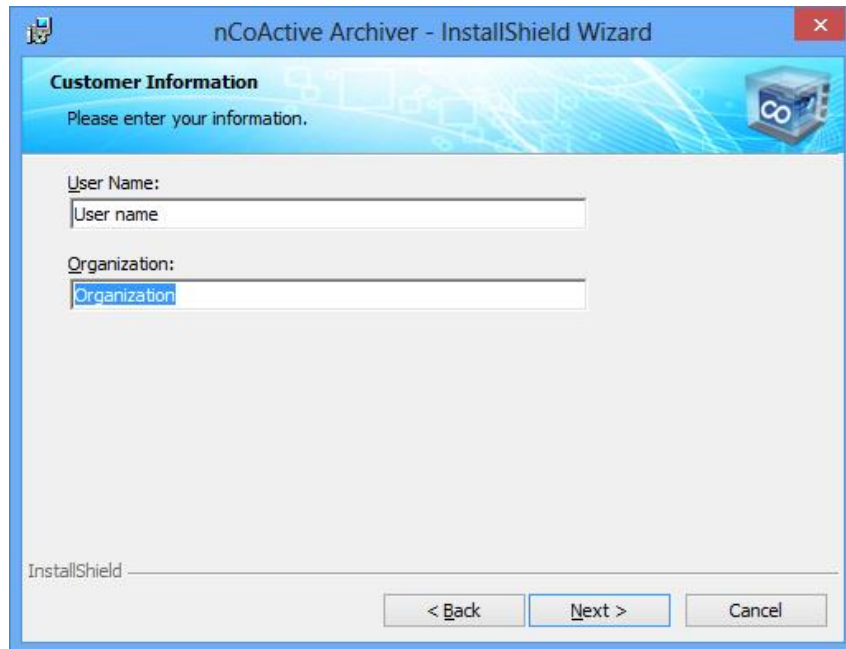 nCoActive Archiver - InstallShield Wizard
Customer Information
Please enter your information.
CO
User Name:
User name
Organization:
Organization
InstallShield
< Back
Next >
Cancel